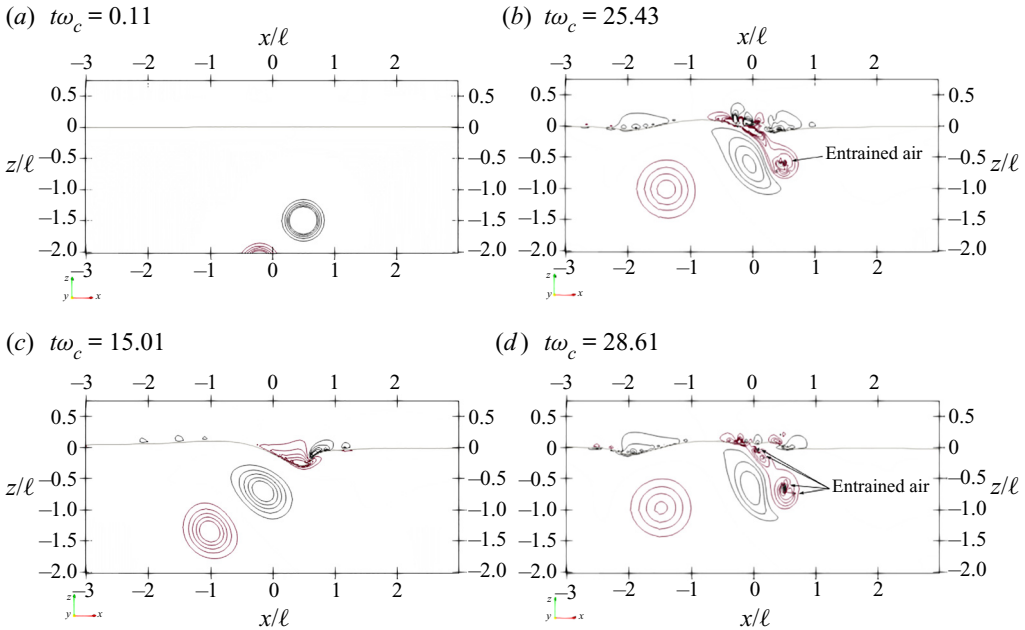 (a) tω_c = 0.11
x/ℓ
–3 –2 –1 0 1 2
0.5 0.5
0 0
–0.5 –0.5
z/ℓ
–1.0 –1.0
–1.5 –1.5
–2.0 –2.0
–3 –2 –1 0 1 2
z
y x
(b) tω_c = 25.43
x/ℓ
–3 –2 –1 0 1 2
0.5 0.5
0 0
Entrained air
–0.5 –0.5
z/ℓ
–1.0 –1.0
–1.5 –1.5
–2.0 –2.0
–3 –2 –1 0 1 2
z
y x
(c) tω_c = 15.01
–3 –2 –1 0 1 2
0.5 0.5
0 0
–0.5 –0.5
z/ℓ
–1.0 –1.0
–1.5 –1.5
–2.0 –2.0
–3 –2 –1 0 1 2
z
y x
x/ℓ
(d) tω_c = 28.61
–3 –2 –1 0 1 2
0.5 0.5
0 0
–0.5 –0.5
Entrained air z/ℓ
–1.0 –1.0
–1.5 –1.5
–2.0 –2.0
–3 –2 –1 0 1 2
z
y x
x/ℓ